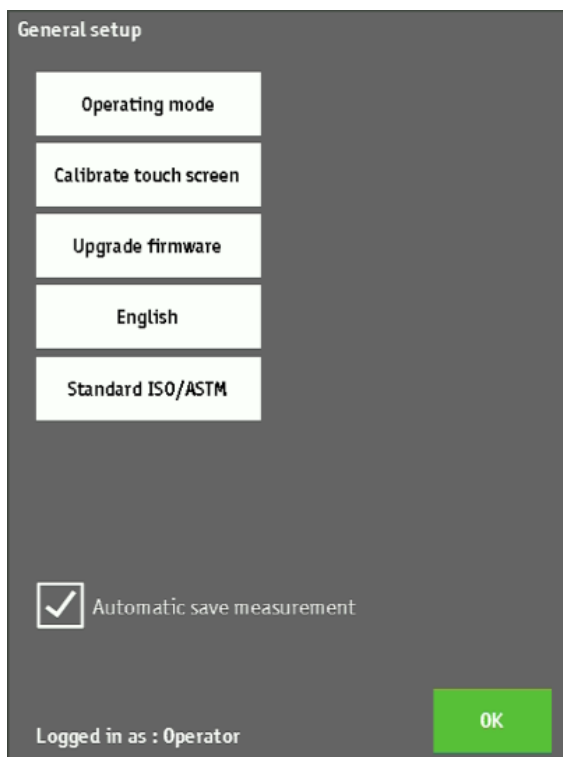 General setup
Operating mode
Calibrate touch screen
Upgrade firmware
English
Standard ISO/ASTM
Automatic save measurement
Logged in as : Operator
OK